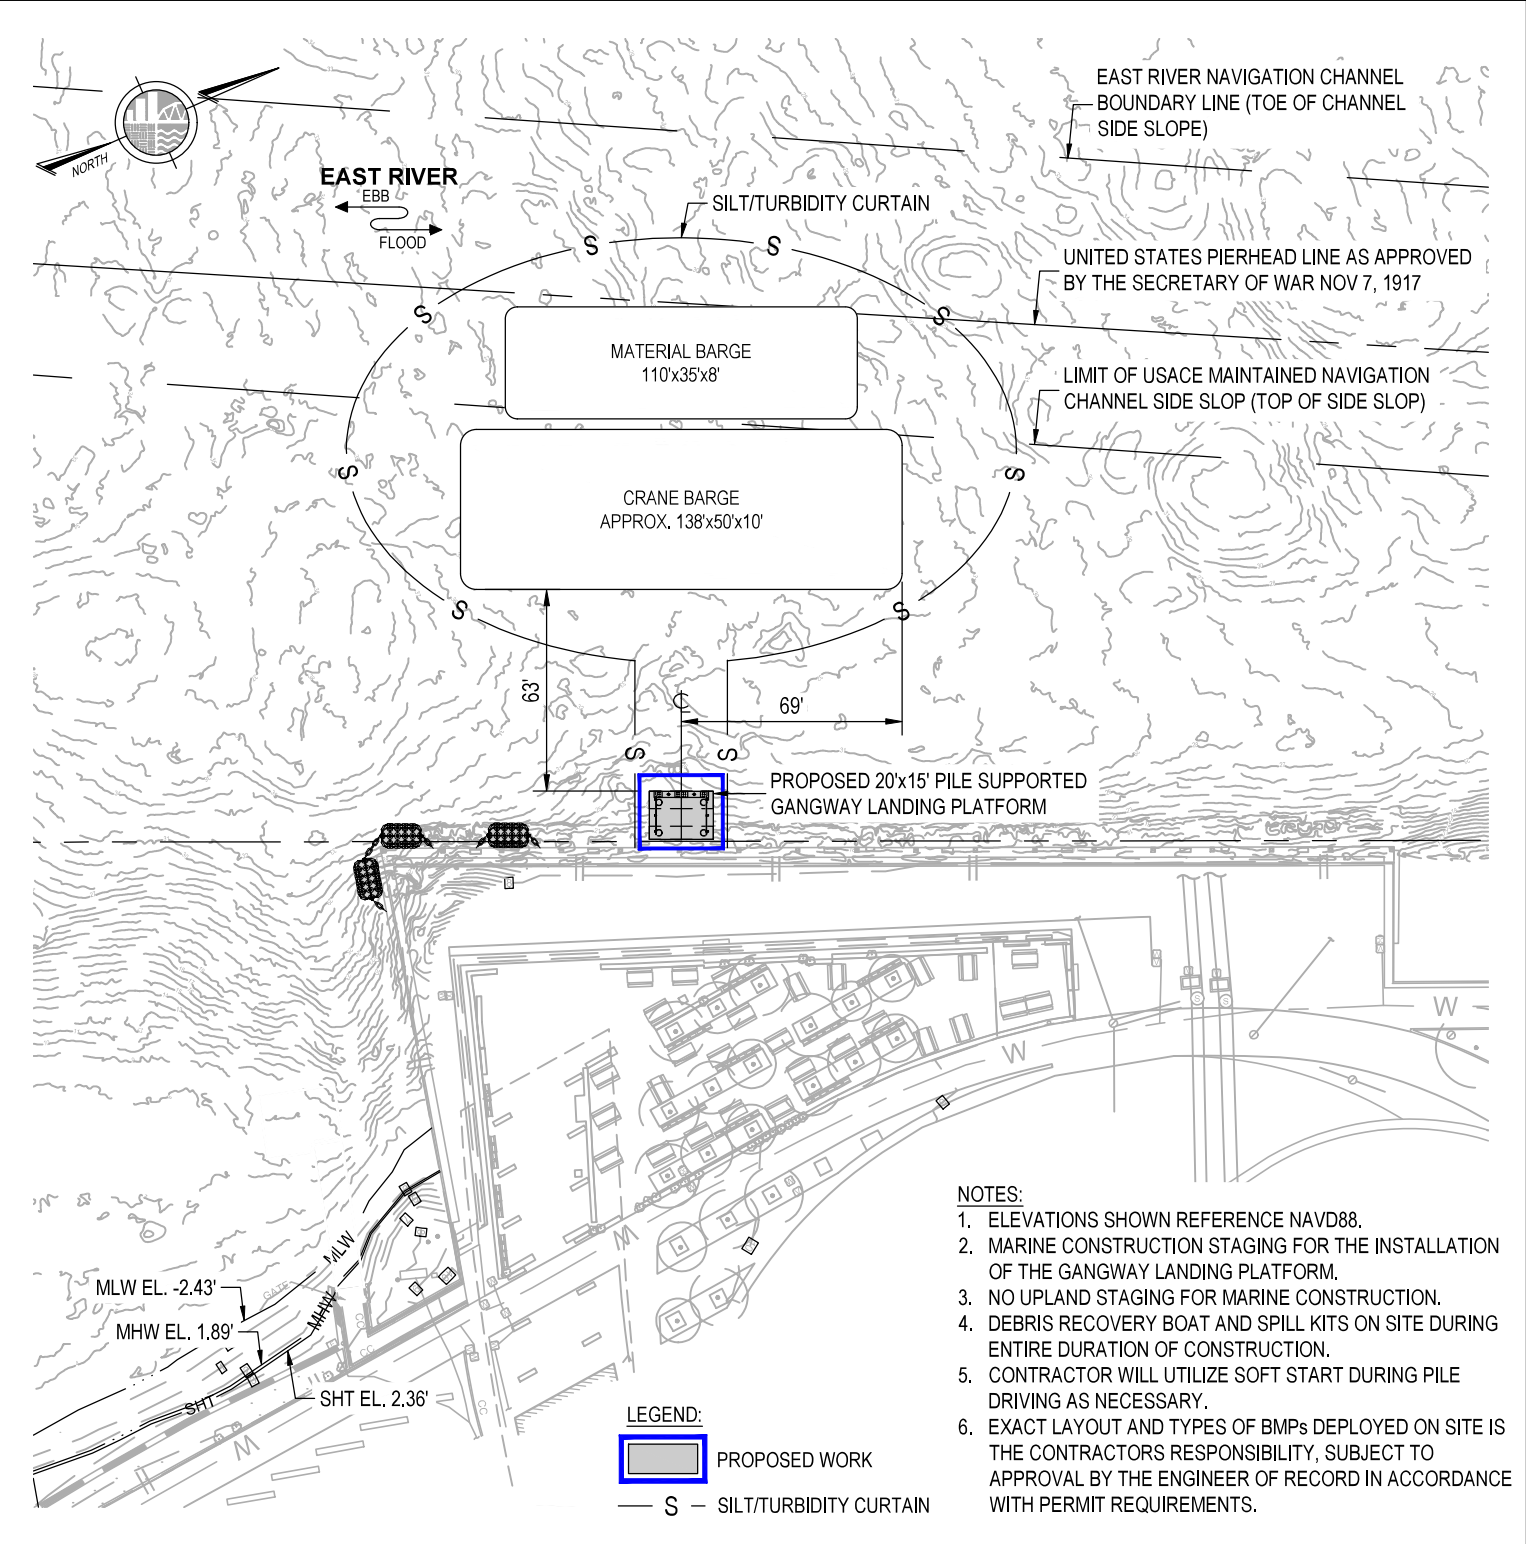 EAST RIVER NAVIGATION CHANNEL
BOUNDARY LINE (TOE OF CHANNEL
SIDE SLOPE)
NORTH
EAST RIVER
EBB
FLOOD
SILT/TURBIDITY CURTAIN
S
S
UNITED STATES PIERHEAD LINE AS APPROVED
BY THE SECRETARY OF WAR NOV 7, 1917
S
S
MATERIAL BARGE
110'x35'x8'
LIMIT OF USACE MAINTAINED NAVIGATION
CHANNEL SIDE SLOP (TOP OF SIDE SLOP)
S
S
CRANE BARGE
APPROX. 138'x50'x10'
S
S
63'
69'
S
S
PROPOSED 20'x15' PILE SUPPORTED
GANGWAY LANDING PLATFORM
S
S
W
W
W
MLW
MLW EL. -2.43'
GATE
MHW
MHW EL. 1.89'
CC
CC
CC
SHT EL. 2.36'
SHT
W
CC
NOTES:
1. ELEVATIONS SHOWN REFERENCE NAVD88.
2. MARINE CONSTRUCTION STAGING FOR THE INSTALLATION
OF THE GANGWAY LANDING PLATFORM.
3. NO UPLAND STAGING FOR MARINE CONSTRUCTION.
4. DEBRIS RECOVERY BOAT AND SPILL KITS ON SITE DURING
ENTIRE DURATION OF CONSTRUCTION.
5. CONTRACTOR WILL UTILIZE SOFT START DURING PILE
DRIVING AS NECESSARY.
6. EXACT LAYOUT AND TYPES OF BMPs DEPLOYED ON SITE IS
THE CONTRACTORS RESPONSIBILITY, SUBJECT TO
APPROVAL BY THE ENGINEER OF RECORD IN ACCORDANCE
WITH PERMIT REQUIREMENTS.
LEGEND:
PROPOSED WORK
S SILT/TURBIDITY CURTAIN